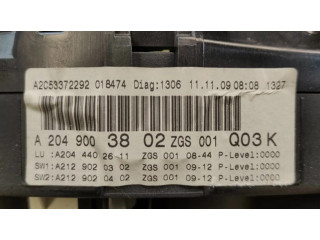 A2C53372292 018474 Diag:1306 11.11.09 08:08 1327
A 204 900 38 02 ZGS 001 Q03 K
LU :A204 440 26 11 ZGS 001 08-44 P-Level:0000
SW1:A212 902 03 02 ZGS 001 09-12 P-Level:0000
SW2:A212 902 04 02 ZGS 001 09-12 P-Level:0000